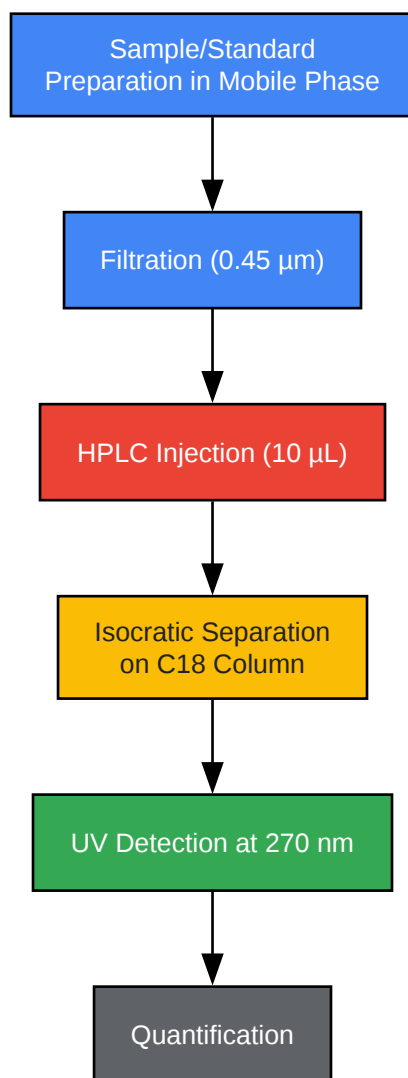 Sample/Standard
Preparation in Mobile Phase
Filtration (0.45 µm)
HPLC Injection (10 µL)
Isocratic Separation
on C18 Column
UV Detection at 270 nm
Quantification